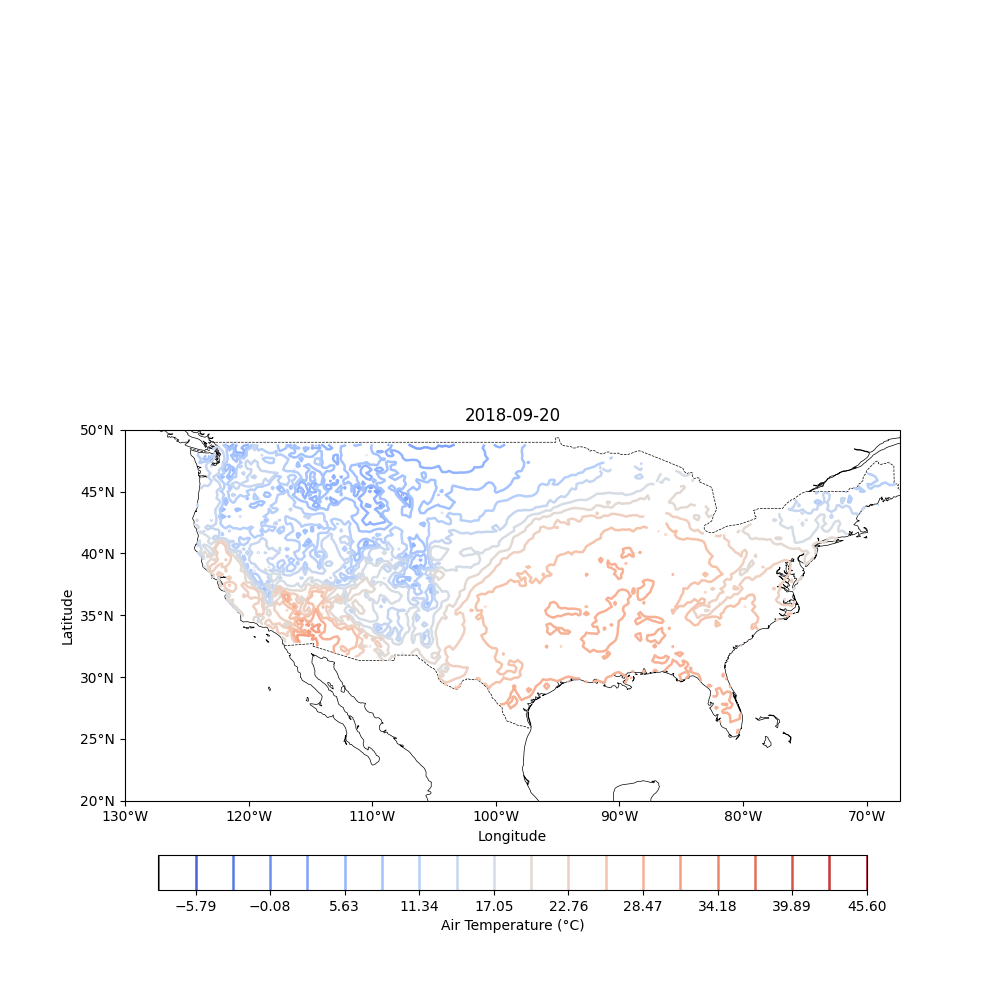 2018-09-20
50°N
45°N
40°N
35°N
30°N
25°N
20°N
Latitude
130°W 120°W 110°W 100°W 90°W 80°W 70°W
Longitude
−5.79 −0.08 5.63 11.34 17.05 22.76 28.47 34.18 39.89 45.60
Air Temperature (°C)